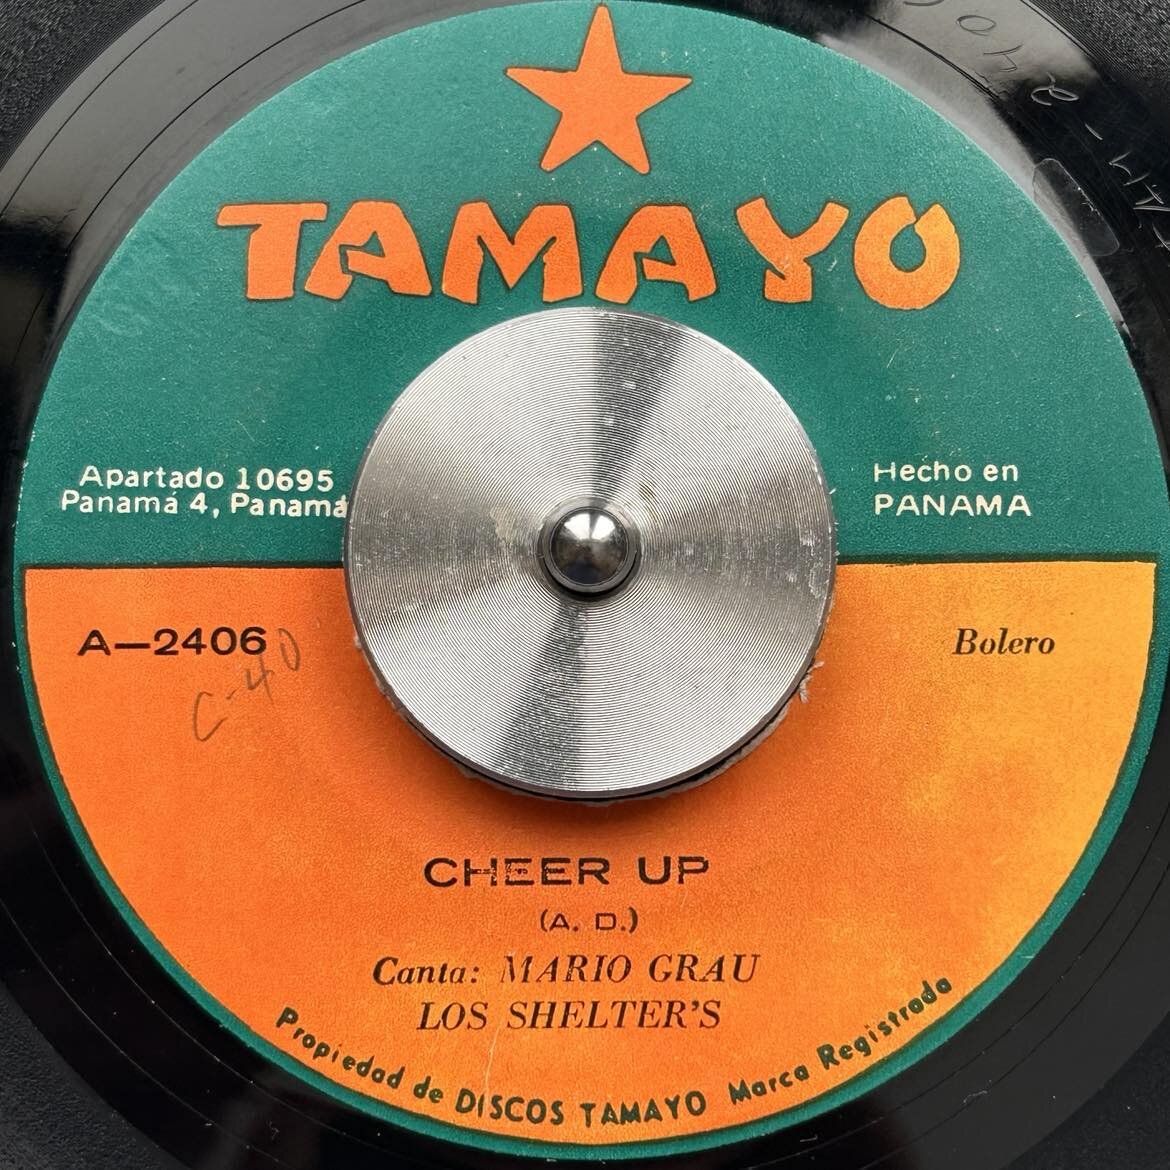 TAMAYO
Apartado 10695
Panamá 4, Panamá
Hecho en
PANAMA
A—2406
C-40
Bolero
CHEER UP
(A. D.)
Canta: MARIO GRAU
LOS SHELTER'S
Propiedad de DISCOS TAMAYO Marca Registrada